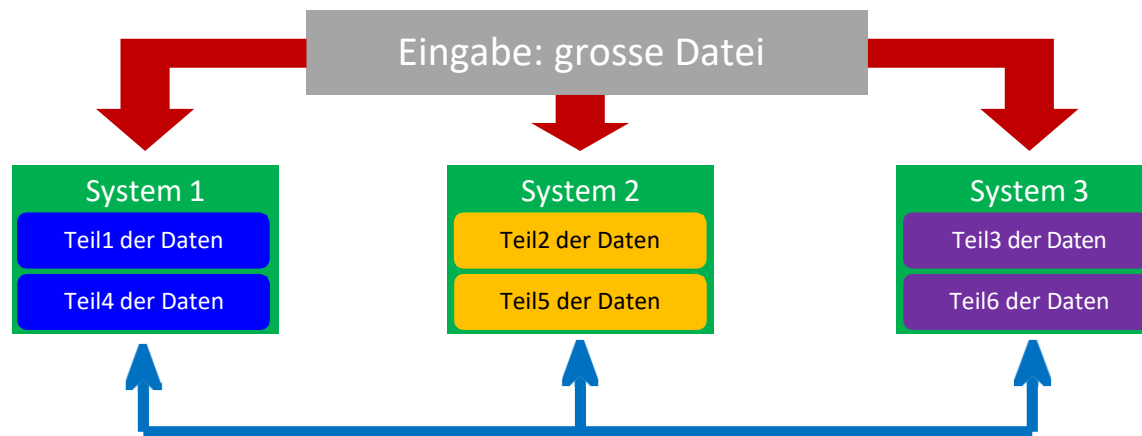 Eingabe: grosse Datei
System 1
Teil1 der Daten
Teil4 der Daten
System 2
Teil2 der Daten
Teil5 der Daten
System 3
Teil3 der Daten
Teil6 der Daten